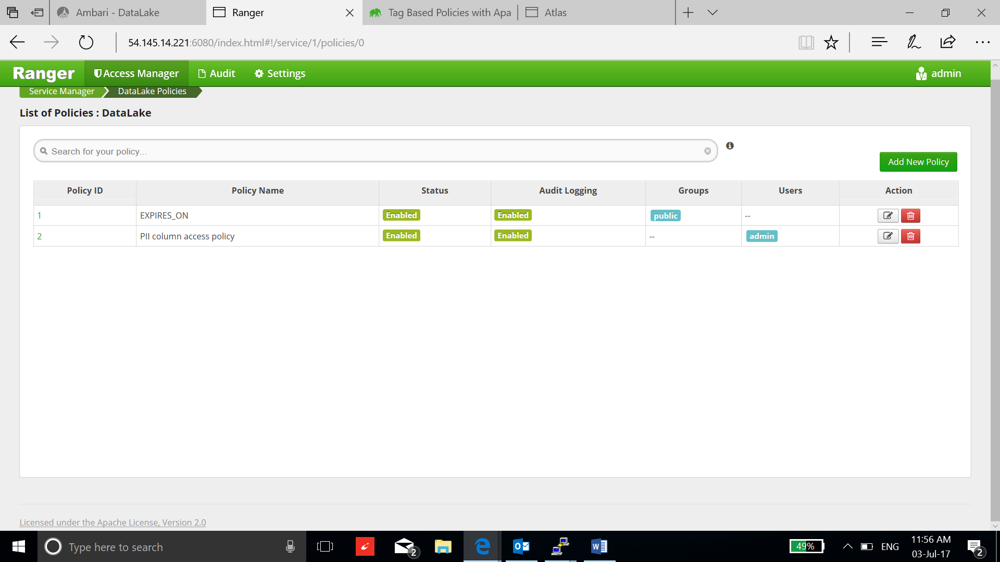 Ambari - DataLake
Ranger
Tag Based Policies with Apa
Atlas
54.145.14.221:6080/index.html#!/service/1/policies/0
Ranger
Access Manager
Audit
Settings
admin
Service Manager
DataLake Policies
List of Policies : DataLake
Search for your policy...
Add New Policy
Policy ID Policy Name Status Audit Logging Groups Users Action
1 EXPIRES_ON Enabled Enabled public --
2 PII column access policy Enabled Enabled -- admin
Licensed under the Apache License, Version 2.0
Type here to search
2
49%
ENG
11:56 AM
03-Jul-17
2